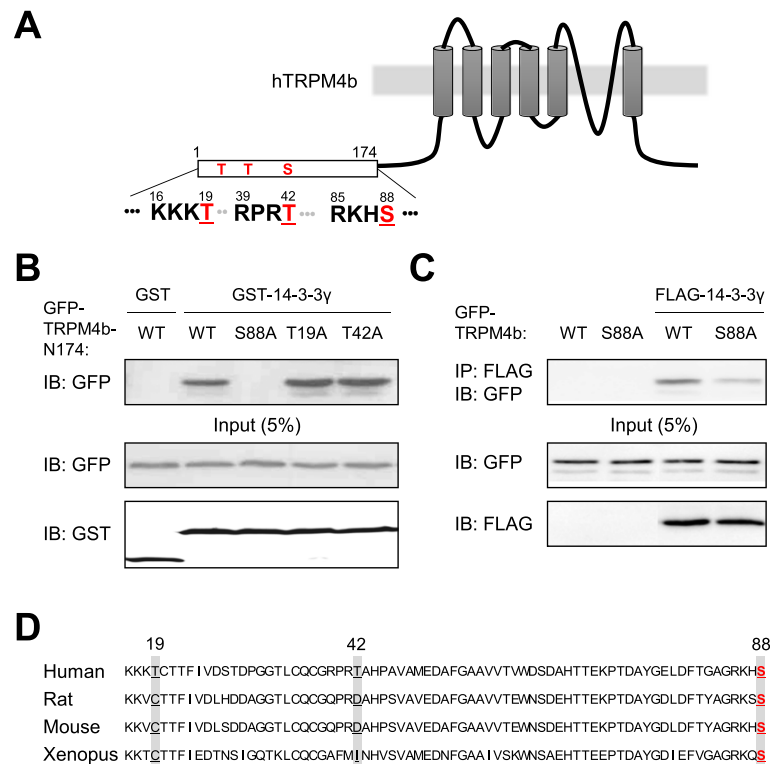 A
hTRPM4b
1 174
T T S
16 19 39 42 85 88
••• KKKT •• RPRT ••• RKHS •••
B
GST GST-14-3-3γ
GFP-
TRPM4b-
N174:
WT WT S88A T19A T42A
IB: GFP
Input (5%)
IB: GFP
IB: GST
C
FLAG-14-3-3γ
GFP-
TRPM4b:
WT S88A WT S88A
IP: FLAG
IB: GFP
Input (5%)
IB: GFP
IB: FLAG
D
19 42 88
Human KKKTCTTFIVDSTDPGGTLCQCGRPRTAHPAVAMEDAFGAAVVTVWDSDAHTTEKPTDAYGELDFTGAGRKHS
Rat KKVCTTFIVDLHDDAGGTLCQCGQPRDAHPSVAVEDAFGAAVVTEWNSDEHTTEKPTDAYGDLDFTYAGRKSS
Mouse KKVCTTFIVDLSDDAGGTLCQCGQPRDAHPSVAVEDAFGAAVVTEWNSDEHTTEKPTDAYGDLDFTYAGRKHS
Xenopus KKTCTTFIEDTNSIGQTKLCQCGAFMINHVSVAMEDNFGAAIVSKWNSAEHTTEEPTDAYGDIEFVGAGRKQS